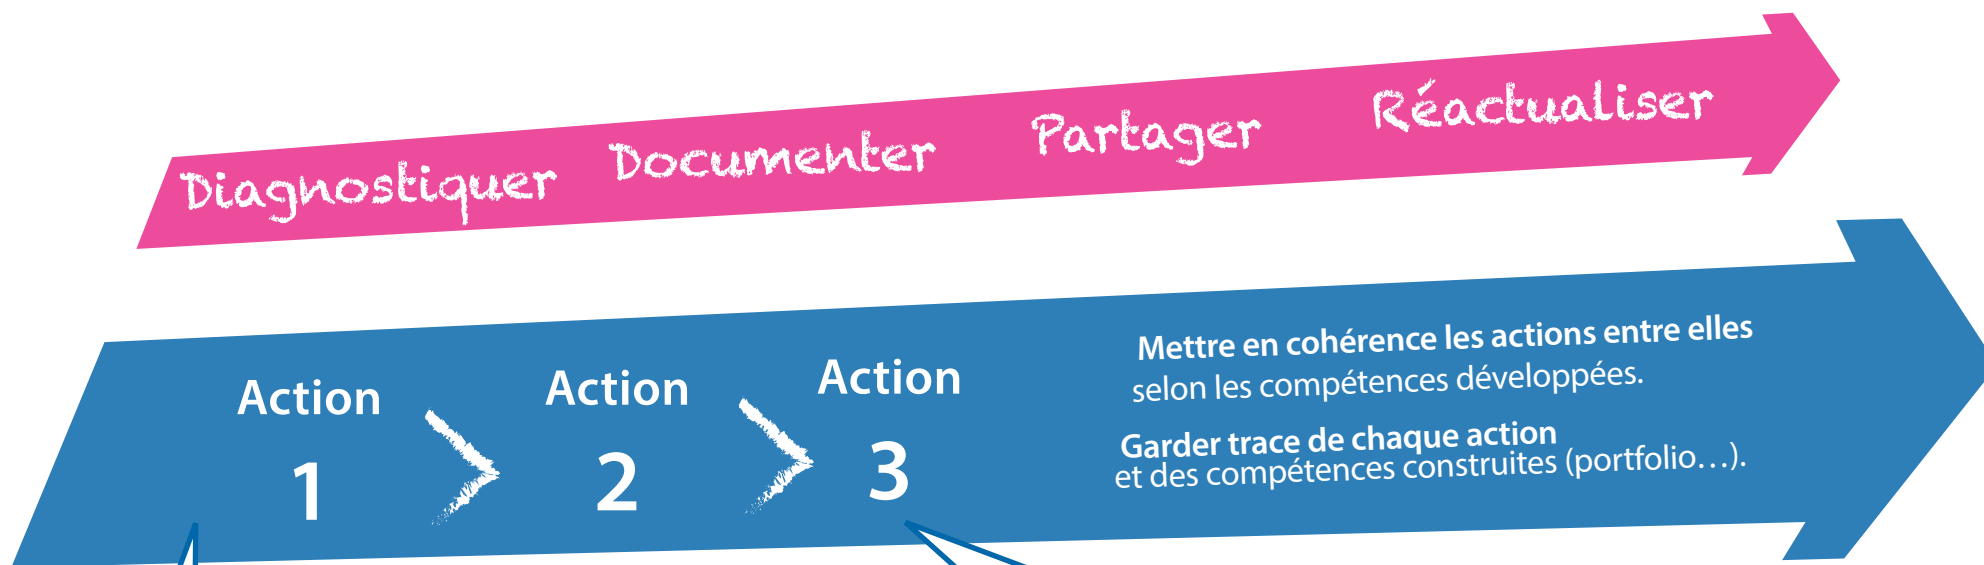 Diagnostiquer Documenter Partager Réactualiser
Action
1
Action
2
Action
3
Mettre en cohérence les actions entre elles
selon les compétences développées.
Garder trace de chaque action
et des compétences construites (portfolio…).